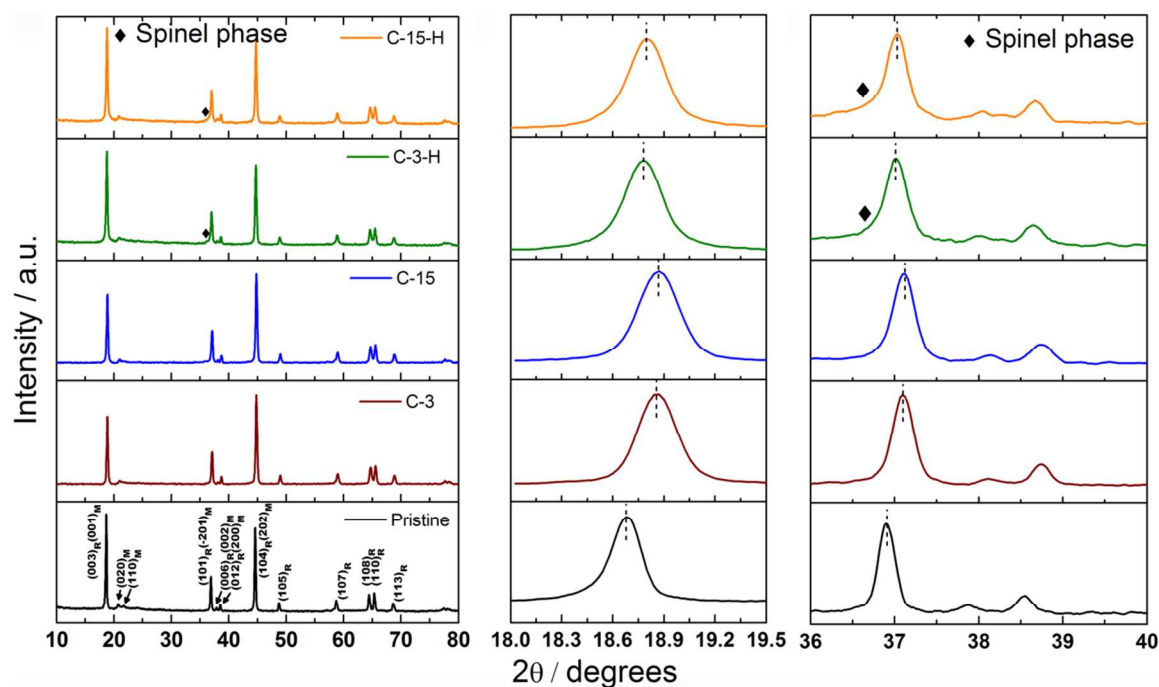 Intensity / a.u.
♦ Spinel phase
C-15-H
C-3-H
C-15
C-3
Pristine
(003)R(001)M
(020)M
(110)M
(101)R(-201)M
(006)R(002)M
(012)R(200)M
(104)R(202)M
(105)R
(107)R
(108)R
(110)R
(113)R
10 20 30 40 50 60 70 80
18.0 18.3 18.6 18.9 19.2 19.5
♦ Spinel phase
36 37 38 39 40
2θ / degrees